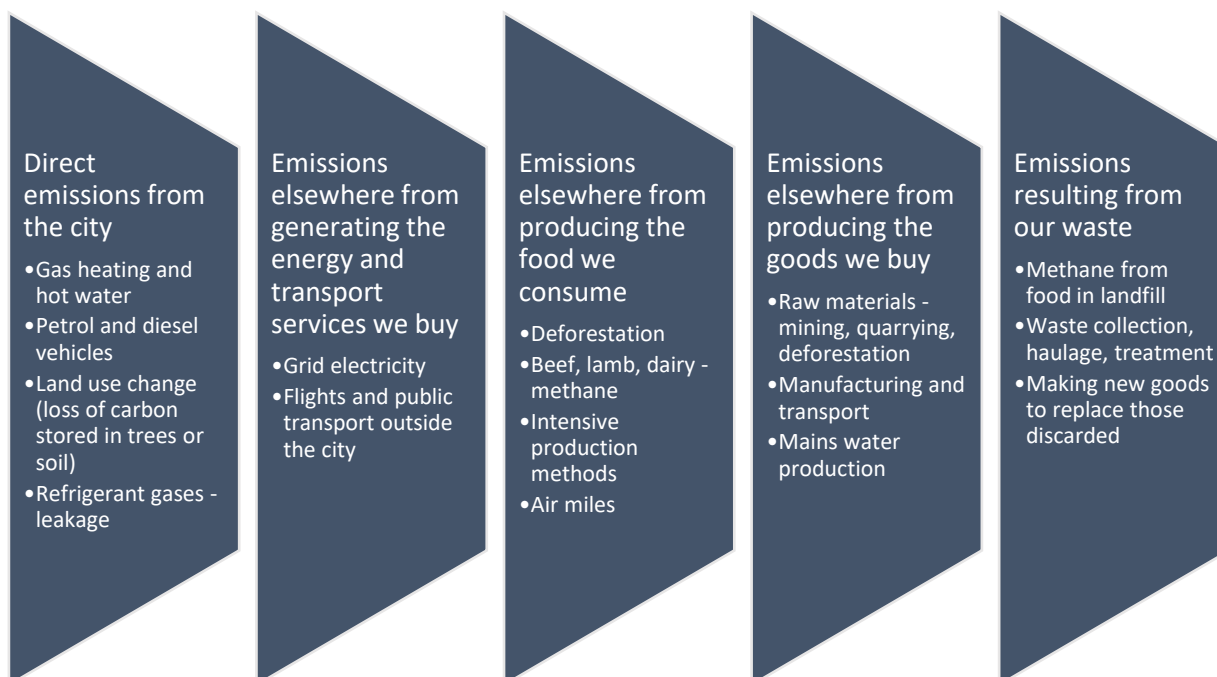 Direct
emissions from
the city
•Gas heating and
hot water
•Petrol and diesel
vehicles
•Land use change
(loss of carbon
stored in trees or
soil)
•Refrigerant gases -
leakage
Emissions
elsewhere from
generating the
energy and
transport
services we buy
•Grid electricity
•Flights and public
transport outside
the city
Emissions
elsewhere from
producing the
food we
consume
•Deforestation
•Beef, lamb, dairy -
methane
•Intensive
production
methods
•Air miles
Emissions
elsewhere from
producing the
goods we buy
•Raw materials -
mining, quarrying,
deforestation
•Manufacturing and
transport
•Mains water
production
Emissions
resulting from
our waste
•Methane from
food in landfill
•Waste collection,
haulage, treatment
•Making new goods
to replace those
discarded